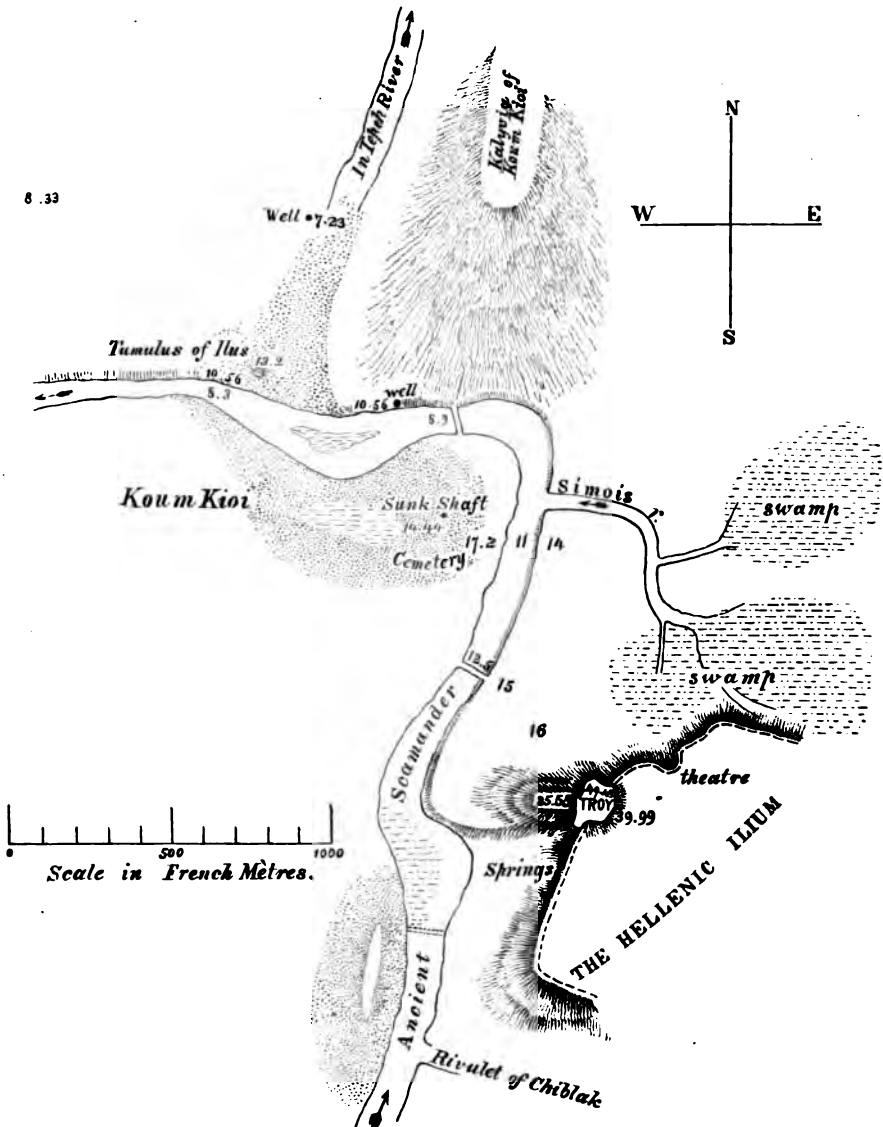 In Tepeh River
Kalyvia of
Koum Kioi
N
W E
S
8.33
Well 7.23
Tumulus of Ilus
13.2
10.56
8.3
well
10.56
8.3
Koum Kioi
Sunk Shaft
Cemetery
17.2
11
14
Simois r.
swamp
swamp
12.5
15
16
Scamander
theatre
TROY
39.99
Springs
THE HELLENIC ILIUM
0 500 1000
Scale in French Mètres.
Ancient
Rivulet of Chiblak